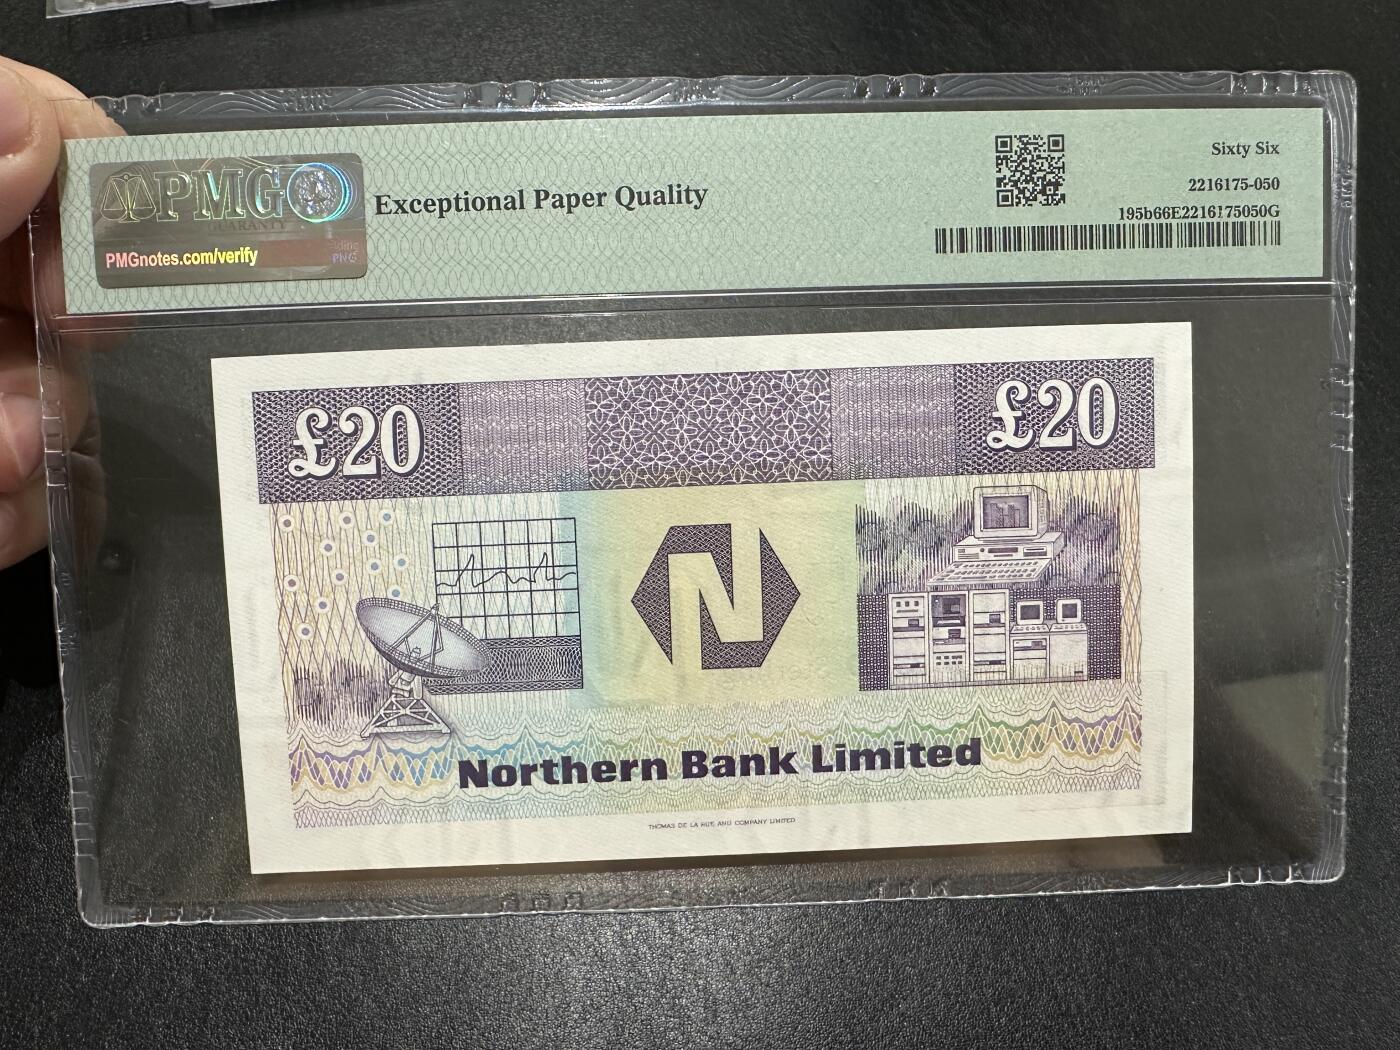 PMG
GUARANTY
PMGnotes.com/verify
Exceptional Paper Quality
Sixty Six
2216175-050
195b66E2216175050G
£20
£20
N
Northern Bank Limited
THOMAS DE LA RUE AND COMPANY LIMITED